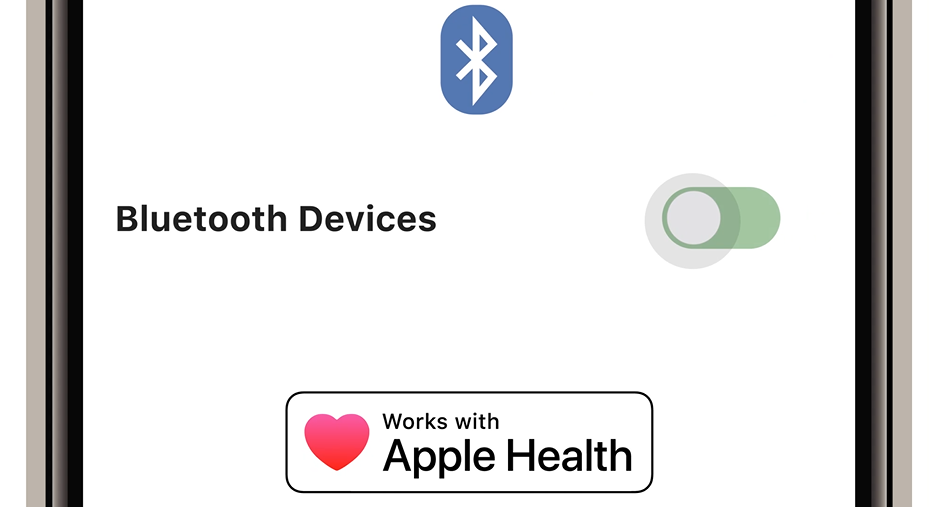 Bluetooth Devices
Works with
Apple Health